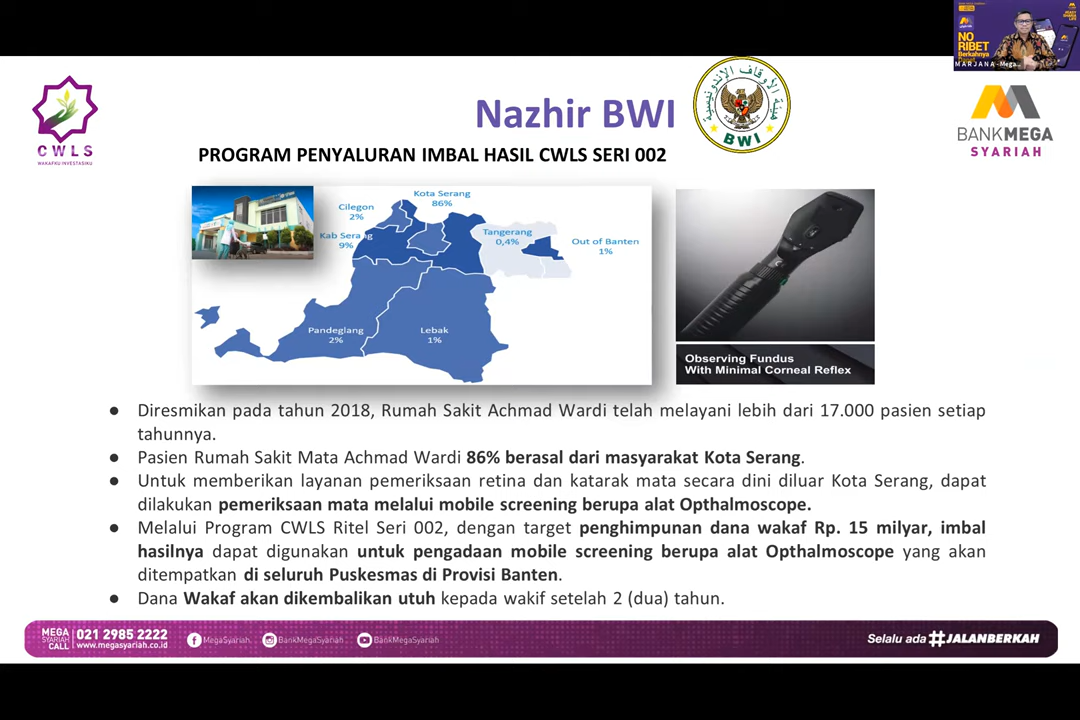 NO
RIBET
Berkahnya
MARJANA - Mega...
CWLS
WAKAFKU INVESTASIKU
Nazhir BWI
BWI
BANKMEGA
SYARIAH
PROGRAM PENYALURAN IMBAL HASIL CWLS SERI 002
Kota Serang
86%
Cilegon
2%
Kab Serang
9%
Tangerang
0,4%
Out of Banten
1%
Pandeglang
2%
Lebak
1%
Observing Fundus
With Minimal Corneal Reflex
● Diresmikan pada tahun 2018, Rumah Sakit Achmad Wardi telah melayani lebih dari 17.000 pasien setiap
tahunnya.
● Pasien Rumah Sakit Mata Achmad Wardi 86% berasal dari masyarakat Kota Serang.
● Untuk memberikan layanan pemeriksaan retina dan katarak mata secara dini diluar Kota Serang, dapat
dilakukan pemeriksaan mata melalui mobile screening berupa alat Opthalmoscope.
● Melalui Program CWLS Ritel Seri 002, dengan target penghimpunan dana wakaf Rp. 15 milyar, imbal
hasilnya dapat digunakan untuk pengadaan mobile screening berupa alat Opthalmoscope yang akan
ditempatkan di seluruh Puskesmas di Provisi Banten.
● Dana Wakaf akan dikembalikan utuh kepada wakif setelah 2 (dua) tahun.
MEGA SYARIAH CALL
021 2985 2222
www.megasyariah.co.id
MegaSyariah.
BankMegaSyariah
BankMegaSyariah
Selalu ada #JALANBERKAH